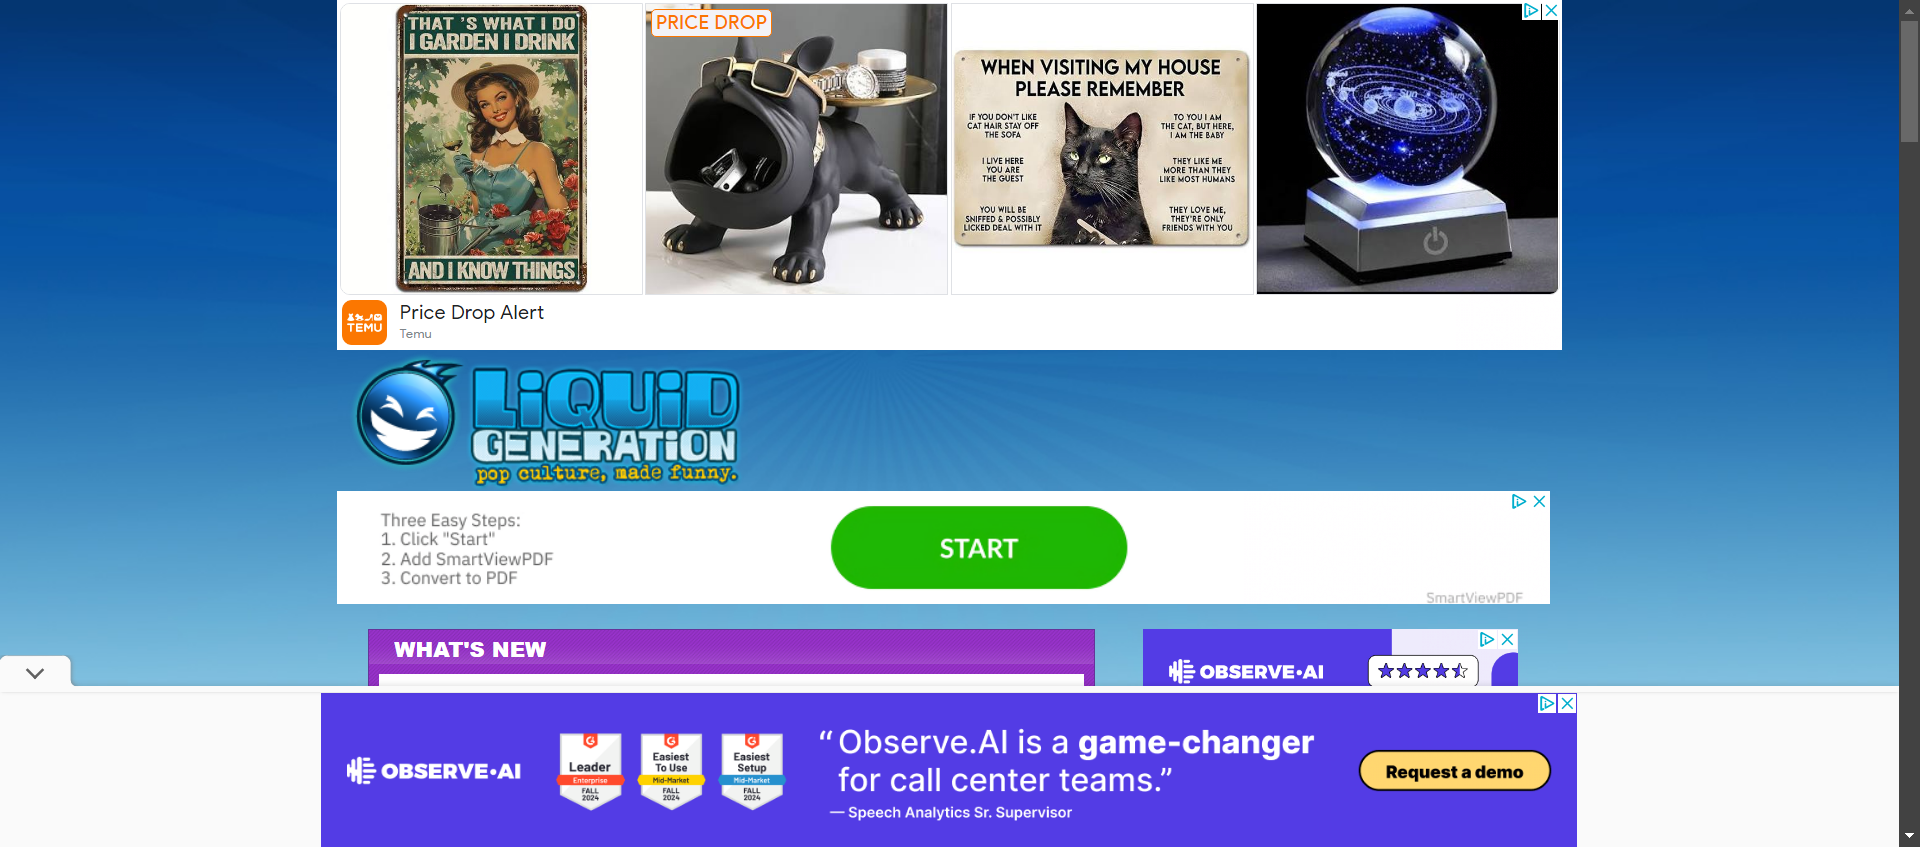 THAT'S WHAT I DO
I GARDEN I DRINK
AND I KNOW THINGS
PRICE DROP
WHEN VISITING MY HOUSE
PLEASE REMEMBER
IF YOU DON'T LIKE
CAT HAIR STAY OFF
THE SOFA
I LIVE HERE
YOU ARE
THE GUEST
YOU WILL BE
SNIFFED & POSSIBLY
LICKED DEAL WITH IT
TO YOU I AM
THE CAT, BUT HERE,
I AM THE BABY
THEY LIKE ME
MORE THAN THEY
LIKE MOST HUMANS
THEY LOVE ME,
THEY'RE ONLY
FRIENDS WITH YOU
TEMU
Price Drop Alert
Temu
LiQUiD
GENERATiON
pop culture, made funny.
Three Easy Steps:
1. Click "Start"
2. Add SmartViewPDF
3. Convert to PDF
START
SmartViewPDF
WHAT'S NEW
OBSERVE•AI
OBSERVE•AI
Leader
Enterprise
FALL
2024
Easiest
To Use
Mid-Market
FALL
2024
Easiest
Setup
Mid-Market
FALL
2024
“Observe.AI is a game-changer
for call center teams.”
— Speech Analytics Sr. Supervisor
Request a demo